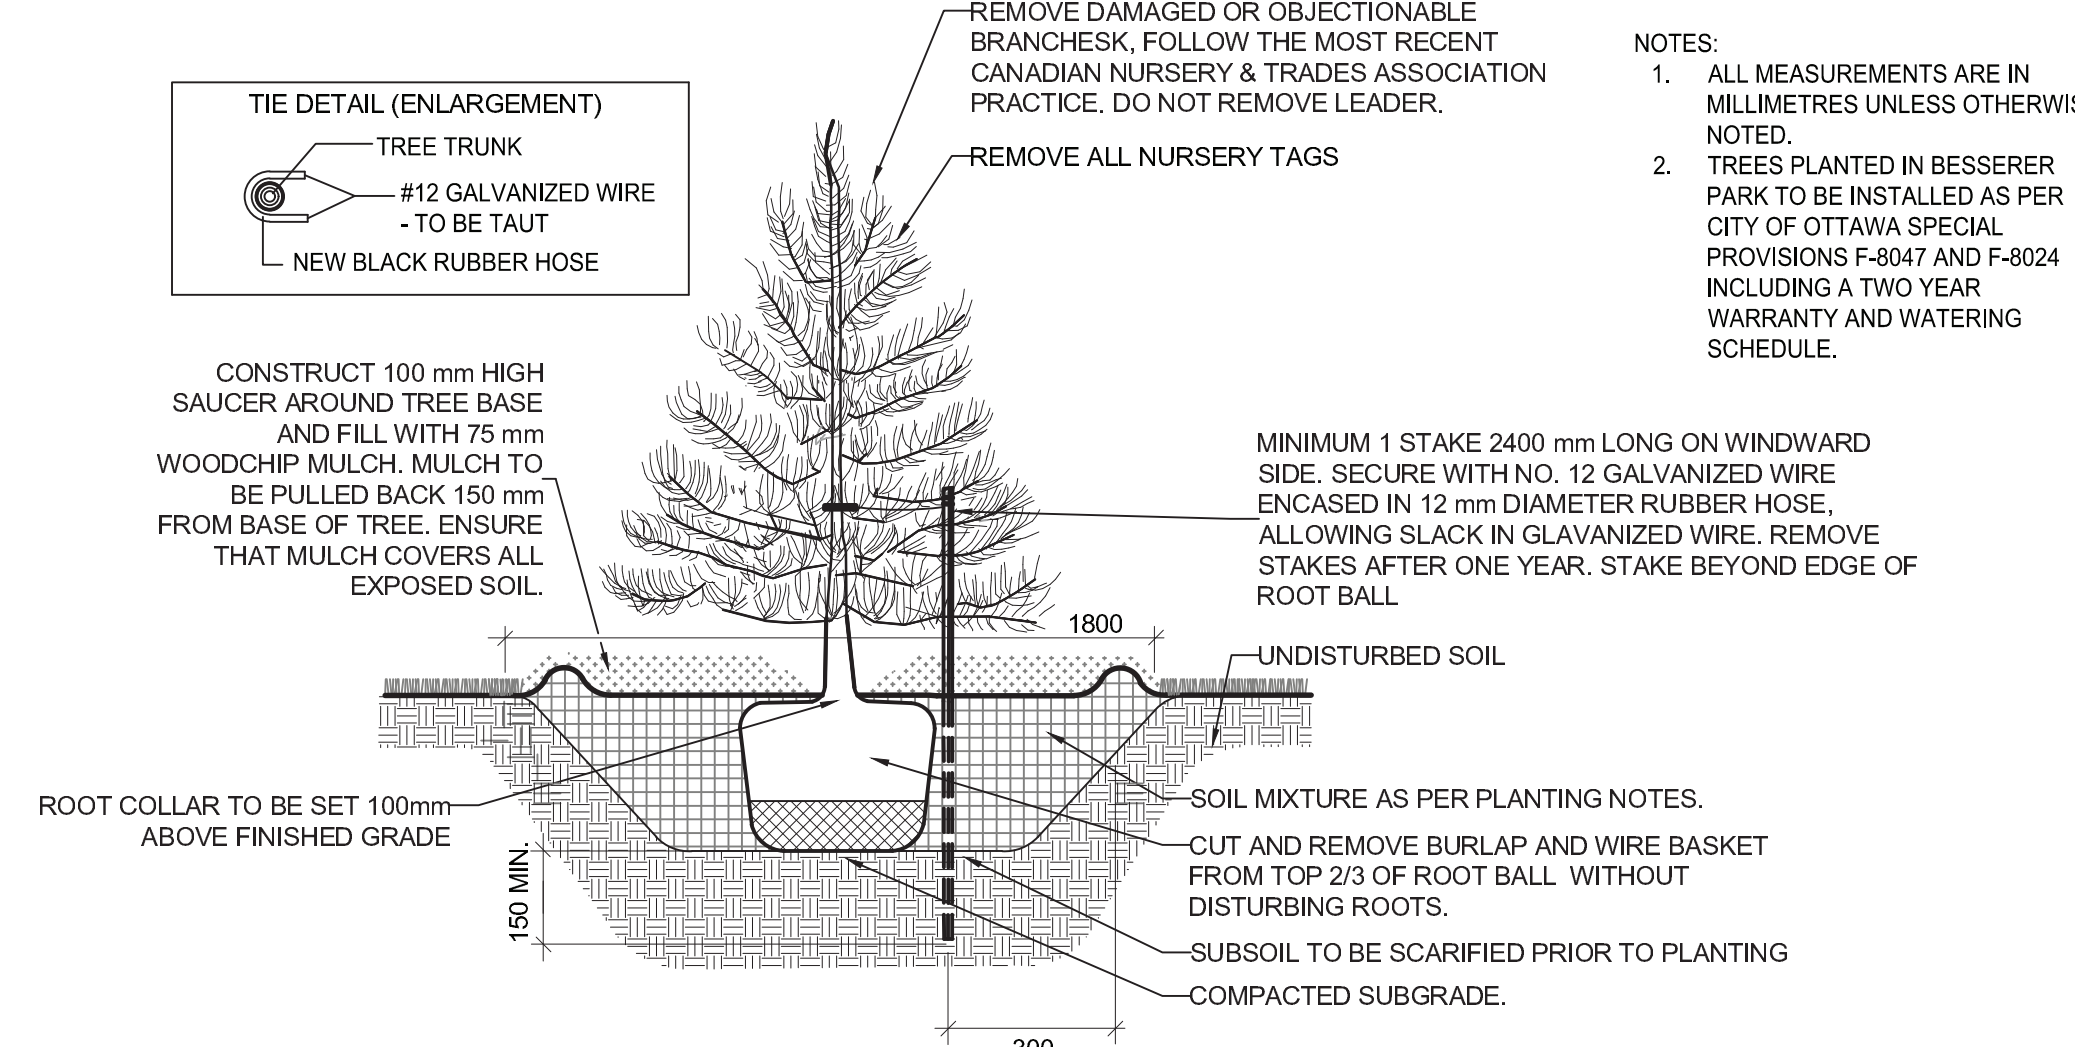 REMOVE DAMAGED OR OBJECTIONABLE
BRANCHESK, FOLLOW THE MOST RECENT
CANADIAN NURSERY & TRADES ASSOCIATION
PRACTICE. DO NOT REMOVE LEADER.
REMOVE ALL NURSERY TAGS
NOTES:
1. ALL MEASUREMENTS ARE IN
MILLIMETRES UNLESS OTHERWIS
NOTED.
2. TREES PLANTED IN BESSERER
PARK TO BE INSTALLED AS PER
CITY OF OTTAWA SPECIAL
PROVISIONS F-8047 AND F-8024
INCLUDING A TWO YEAR
WARRANTY AND WATERING
SCHEDULE.
TIE DETAIL (ENLARGEMENT)
TREE TRUNK
#12 GALVANIZED WIRE
- TO BE TAUT
NEW BLACK RUBBER HOSE
CONSTRUCT 100 mm HIGH
SAUCER AROUND TREE BASE
AND FILL WITH 75 mm
WOODCHIP MULCH. MULCH TO
BE PULLED BACK 150 mm
FROM BASE OF TREE. ENSURE
THAT MULCH COVERS ALL
EXPOSED SOIL.
MINIMUM 1 STAKE 2400 mm LONG ON WINDWARD
SIDE. SECURE WITH NO. 12 GALVANIZED WIRE
ENCASED IN 12 mm DIAMETER RUBBER HOSE,
ALLOWING SLACK IN GLAVANIZED WIRE. REMOVE
STAKES AFTER ONE YEAR. STAKE BEYOND EDGE OF
ROOT BALL
1800
UNDISTURBED SOIL
ROOT COLLAR TO BE SET 100mm
ABOVE FINISHED GRADE
150 MIN.
SOIL MIXTURE AS PER PLANTING NOTES.
CUT AND REMOVE BURLAP AND WIRE BASKET
FROM TOP 2/3 OF ROOT BALL WITHOUT
DISTURBING ROOTS.
SUBSOIL TO BE SCARIFIED PRIOR TO PLANTING
COMPACTED SUBGRADE.